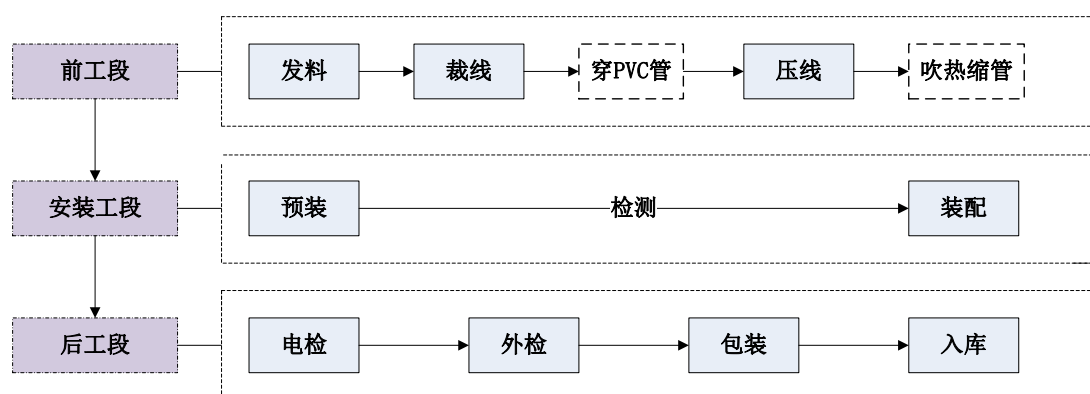 前工段
发料
裁线
穿PVC管
压线
吹热缩管
安装工段
预装
检测
装配
后工段
电检
外检
包装
入库